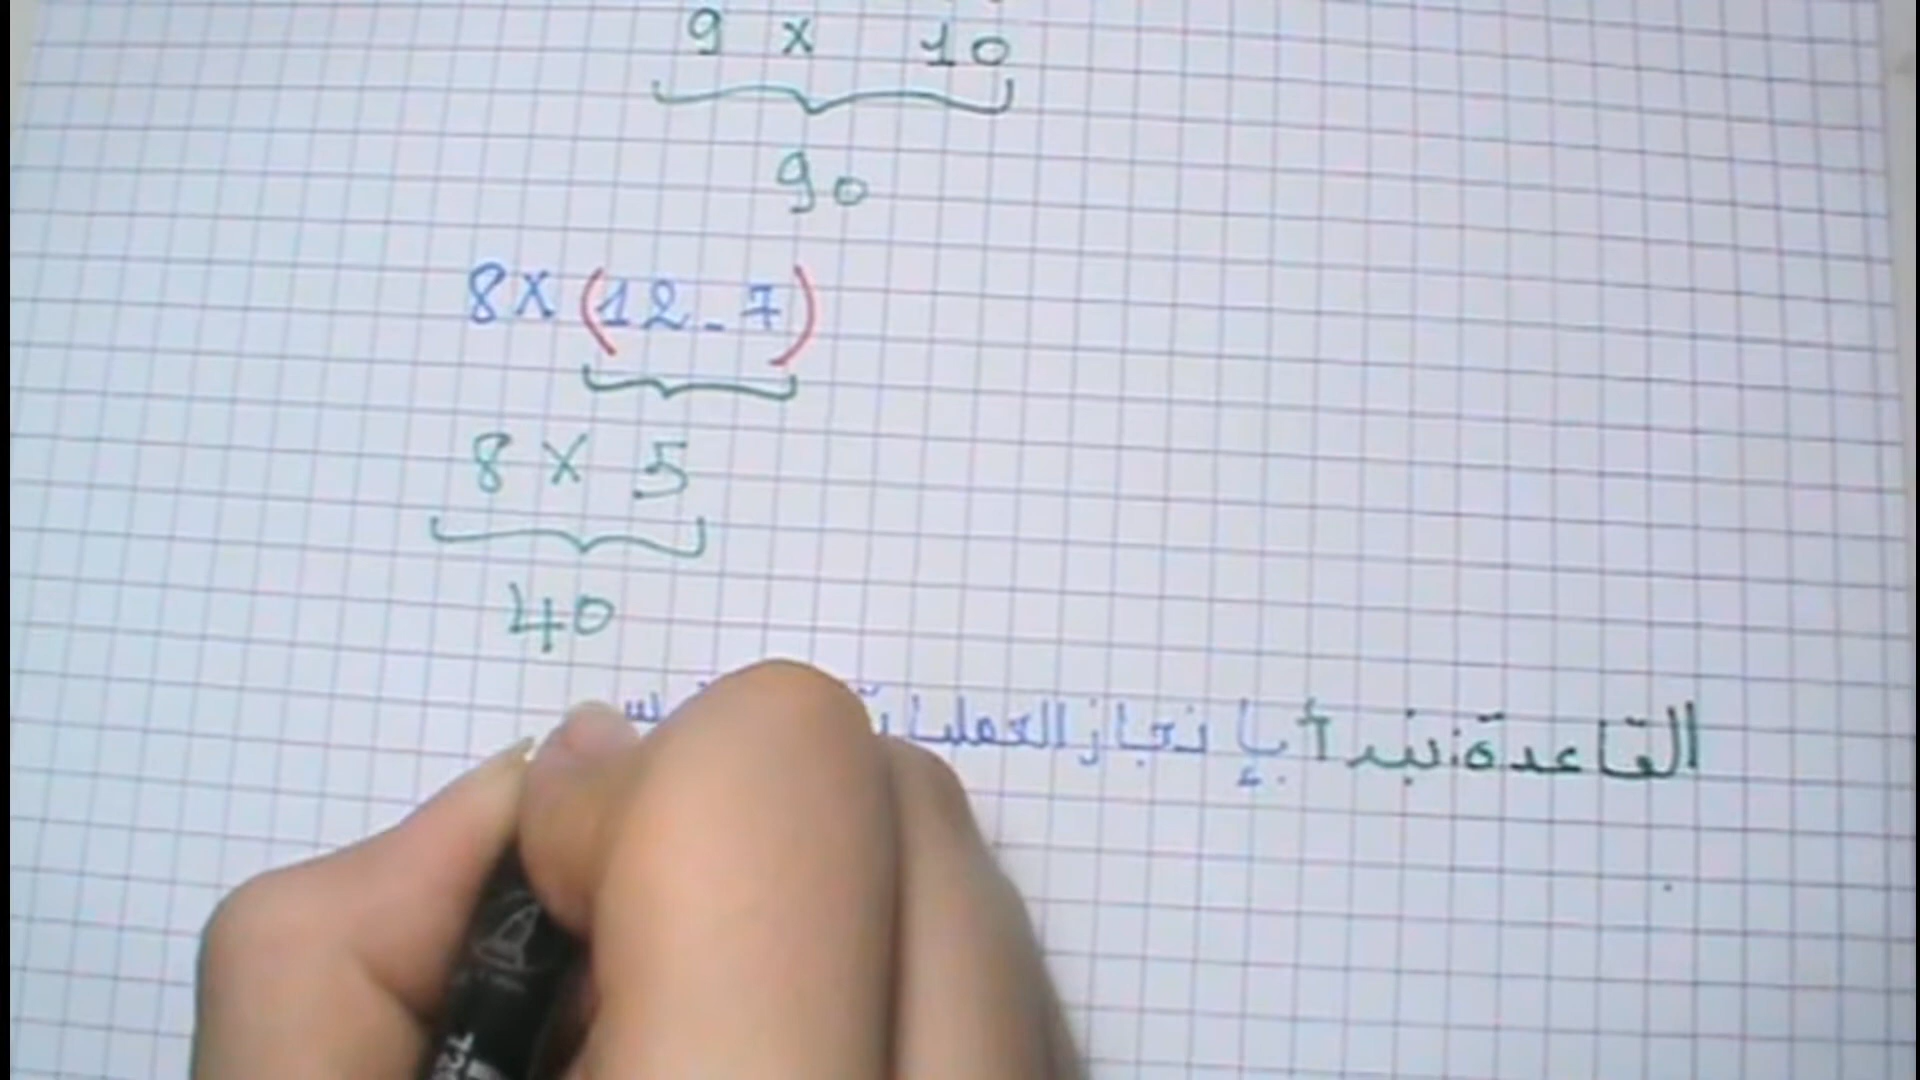 9 x 10
90
8x (12-7)
8 x 5
40
القاعدة: نبدأ بإنجاز العمليات